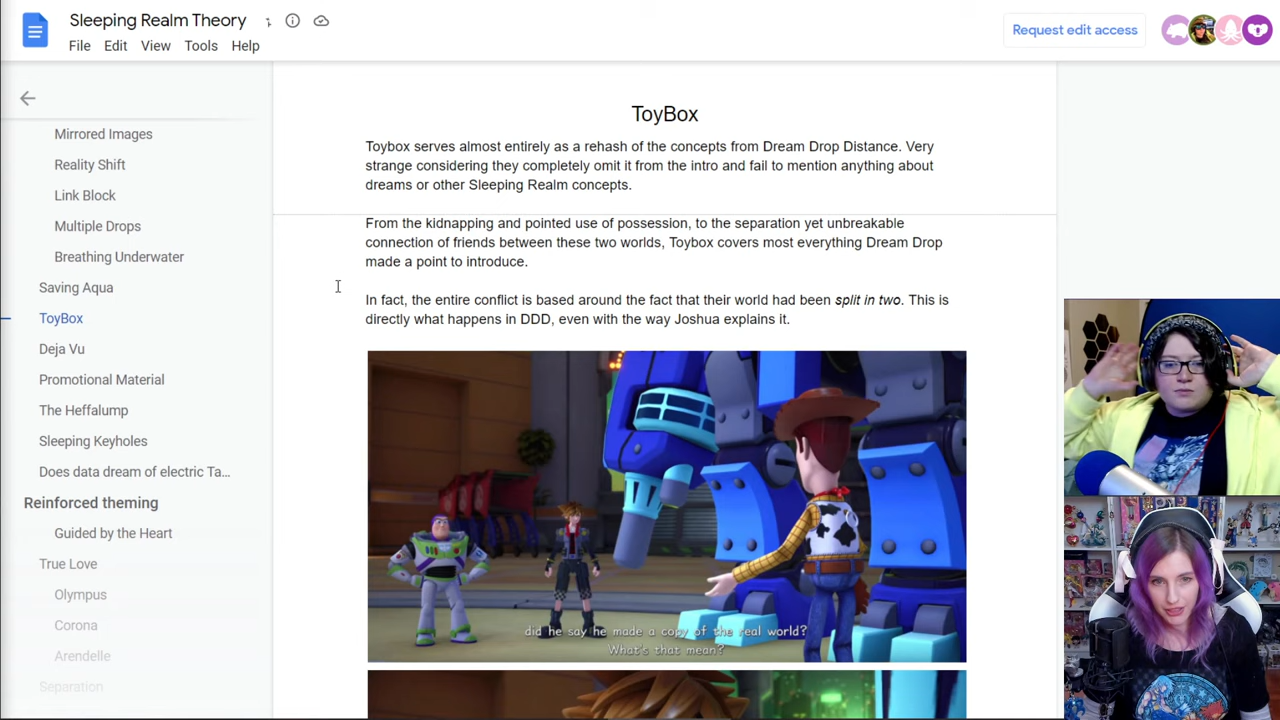 Sleeping Realm Theory
File Edit View Tools Help
Request edit access
Mirrored Images
Reality Shift
Link Block
Multiple Drops
Breathing Underwater
Saving Aqua
ToyBox
Deja Vu
Promotional Material
The Heffalump
Sleeping Keyholes
Does data dream of electric Ta...
Reinforced theming
Guided by the Heart
True Love
Olympus
Corona
Arendelle
Separation
ToyBox
Toybox serves almost entirely as a rehash of the concepts from Dream Drop Distance. Very
strange considering they completely omit it from the intro and fail to mention anything about
dreams or other Sleeping Realm concepts.
From the kidnapping and pointed use of possession, to the separation yet unbreakable
connection of friends between these two worlds, Toybox covers most everything Dream Drop
made a point to introduce.
In fact, the entire conflict is based around the fact that their world had been split in two. This is
directly what happens in DDD, even with the way Joshua explains it.
did he say he made a copy of the real world?
What's that mean?